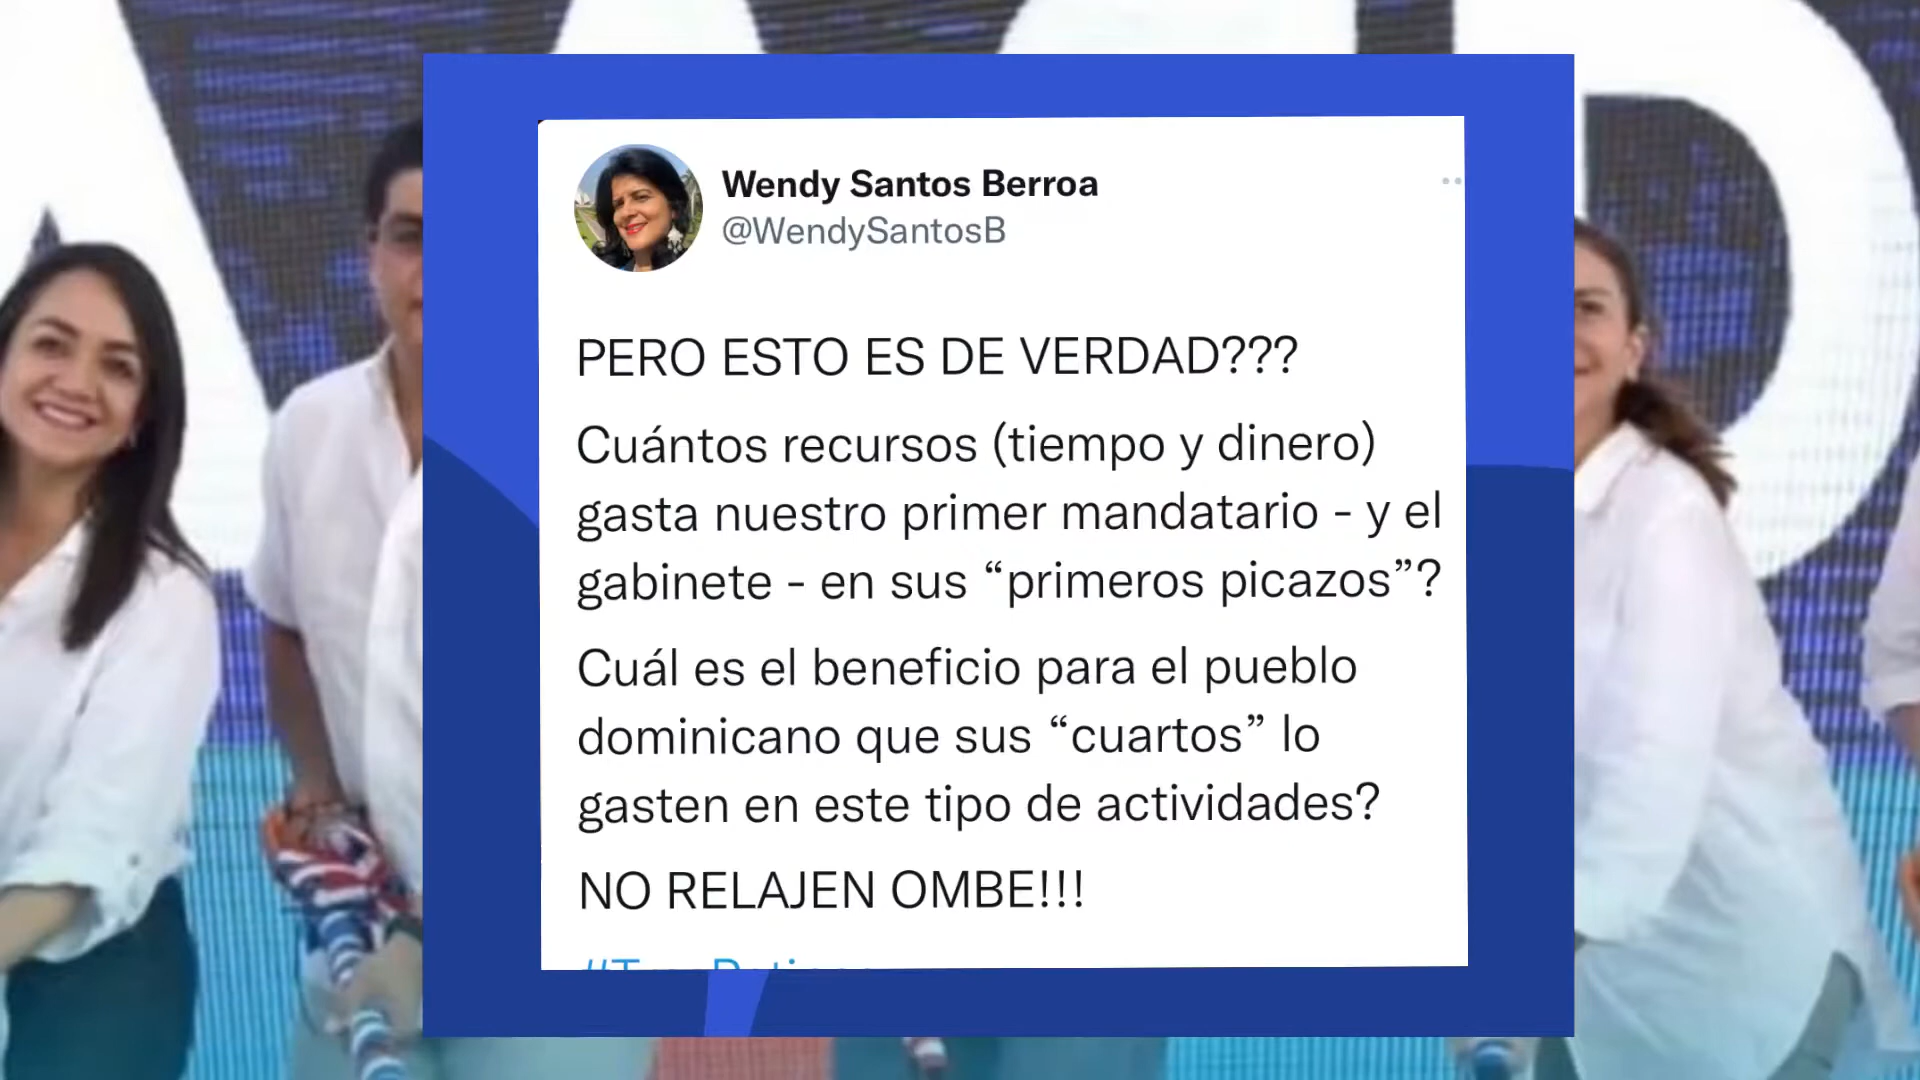 Wendy Santos Berroa
@WendySantosB
PERO ESTO ES DE VERDAD???
Cuántos recursos (tiempo y dinero)
gasta nuestro primer mandatario - y el
gabinete - en sus “primeros picazos”?
Cuál es el beneficio para el pueblo
dominicano que sus “cuartos” lo
gasten en este tipo de actividades?
NO RELAJEN OMBE!!!